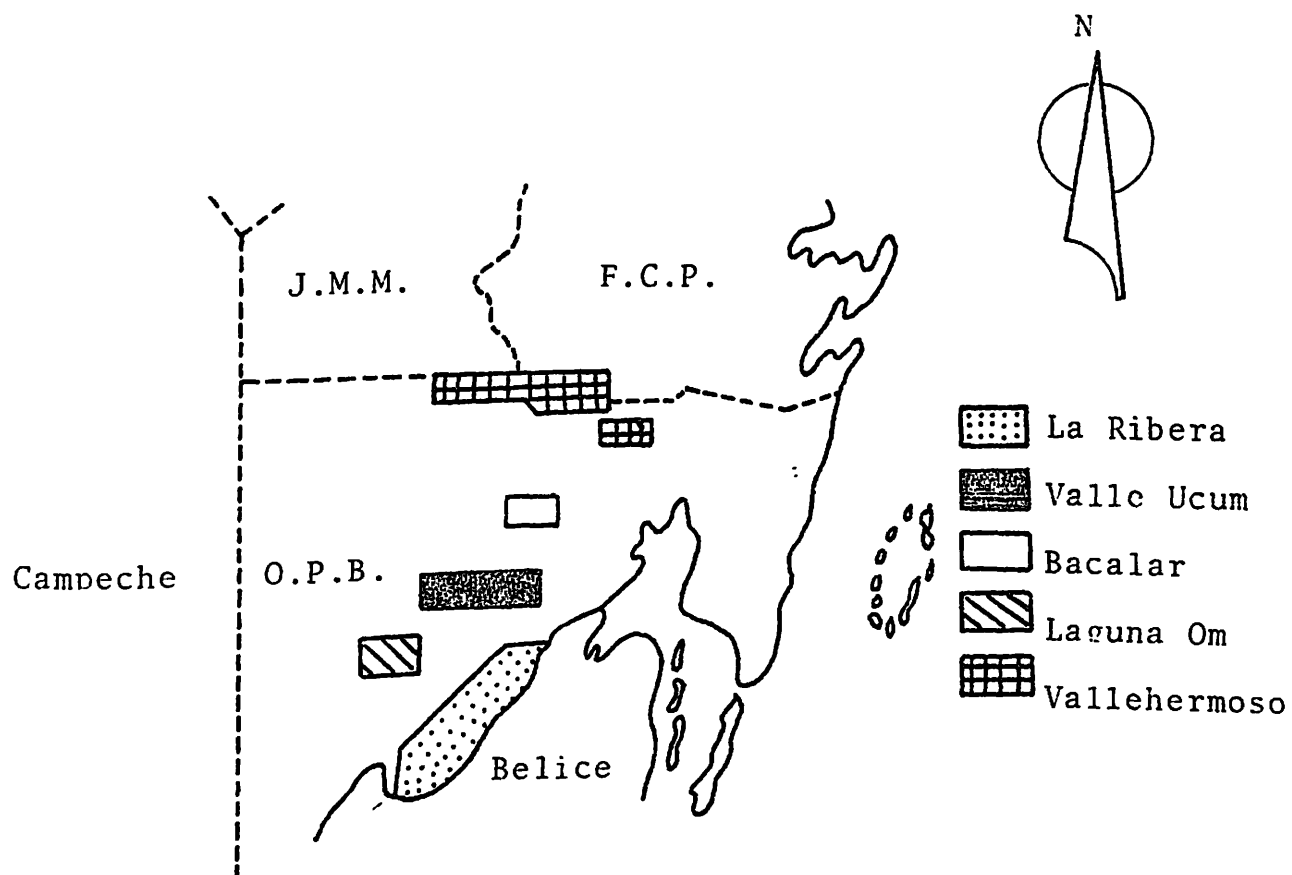 N
J.M.M.
F.C.P.
La Ribera
Valle Ucum
Campeche
O.P.B.
Bacalar
Laguna Om
Vallehermoso
Belice